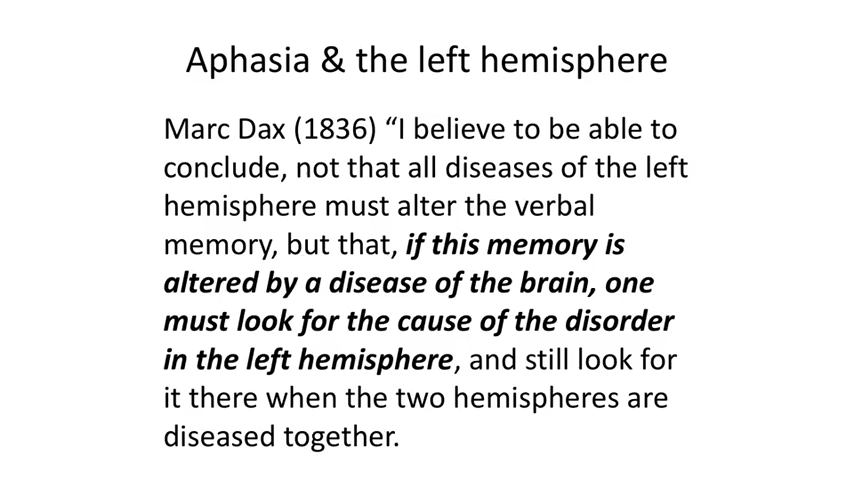 Aphasia & the left hemisphere
Marc Dax (1836) “I believe to be able to
conclude, not that all diseases of the left
hemisphere must alter the verbal
memory, but that, if this memory is
altered by a disease of the brain, one
must look for the cause of the disorder
in the left hemisphere, and still look for
it there when the two hemispheres are
diseased together.